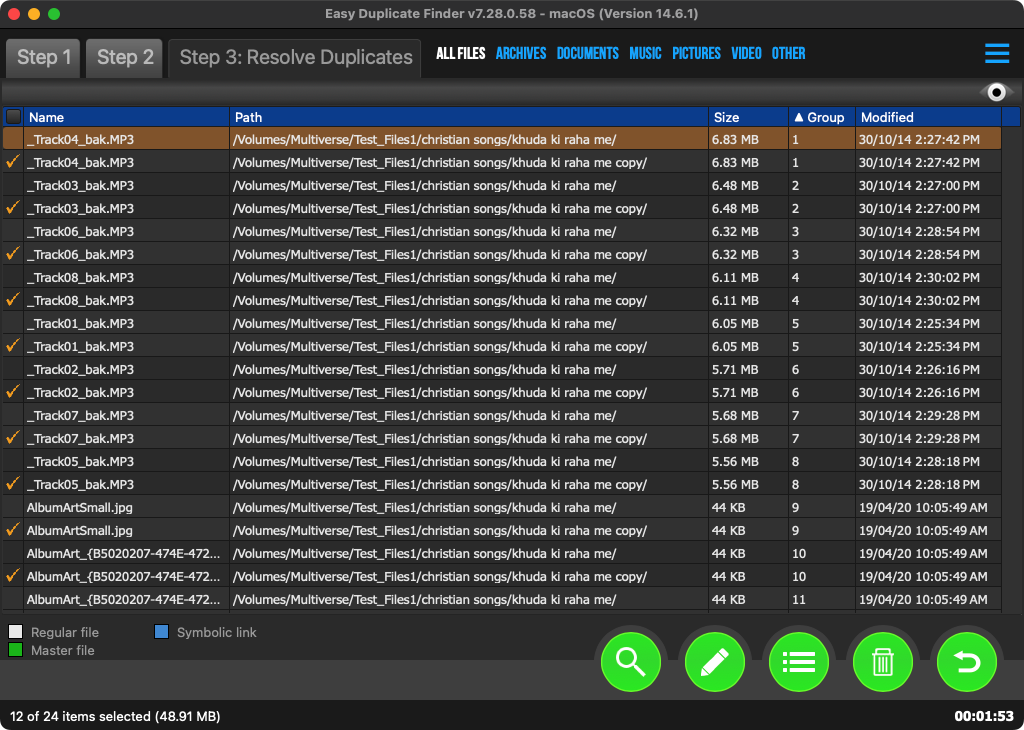 Easy Duplicate Finder v7.28.0.58 - macOS (Version 14.6.1)
Step 1 Step 2 Step 3: Resolve Duplicates ALL FILES ARCHIVES DOCUMENTS MUSIC PICTURES VIDEO OTHER
Name Path Size ▲ Group Modified
_Track04_bak.MP3 /Volumes/Multiverse/Test_Files1/christian songs/khuda ki raha me/ 6.83 MB 1 30/10/14 2:27:42 PM
_Track04_bak.MP3 /Volumes/Multiverse/Test_Files1/christian songs/khuda ki raha me copy/ 6.83 MB 1 30/10/14 2:27:42 PM
_Track03_bak.MP3 /Volumes/Multiverse/Test_Files1/christian songs/khuda ki raha me/ 6.48 MB 2 30/10/14 2:27:00 PM
_Track03_bak.MP3 /Volumes/Multiverse/Test_Files1/christian songs/khuda ki raha me copy/ 6.48 MB 2 30/10/14 2:27:00 PM
_Track06_bak.MP3 /Volumes/Multiverse/Test_Files1/christian songs/khuda ki raha me/ 6.32 MB 3 30/10/14 2:28:54 PM
_Track06_bak.MP3 /Volumes/Multiverse/Test_Files1/christian songs/khuda ki raha me copy/ 6.32 MB 3 30/10/14 2:28:54 PM
_Track08_bak.MP3 /Volumes/Multiverse/Test_Files1/christian songs/khuda ki raha me/ 6.11 MB 4 30/10/14 2:30:02 PM
_Track08_bak.MP3 /Volumes/Multiverse/Test_Files1/christian songs/khuda ki raha me copy/ 6.11 MB 4 30/10/14 2:30:02 PM
_Track01_bak.MP3 /Volumes/Multiverse/Test_Files1/christian songs/khuda ki raha me/ 6.05 MB 5 30/10/14 2:25:34 PM
_Track01_bak.MP3 /Volumes/Multiverse/Test_Files1/christian songs/khuda ki raha me copy/ 6.05 MB 5 30/10/14 2:25:34 PM
_Track02_bak.MP3 /Volumes/Multiverse/Test_Files1/christian songs/khuda ki raha me/ 5.71 MB 6 30/10/14 2:26:16 PM
_Track02_bak.MP3 /Volumes/Multiverse/Test_Files1/christian songs/khuda ki raha me copy/ 5.71 MB 6 30/10/14 2:26:16 PM
_Track07_bak.MP3 /Volumes/Multiverse/Test_Files1/christian songs/khuda ki raha me/ 5.68 MB 7 30/10/14 2:29:28 PM
_Track07_bak.MP3 /Volumes/Multiverse/Test_Files1/christian songs/khuda ki raha me copy/ 5.68 MB 7 30/10/14 2:29:28 PM
_Track05_bak.MP3 /Volumes/Multiverse/Test_Files1/christian songs/khuda ki raha me/ 5.56 MB 8 30/10/14 2:28:18 PM
_Track05_bak.MP3 /Volumes/Multiverse/Test_Files1/christian songs/khuda ki raha me copy/ 5.56 MB 8 30/10/14 2:28:18 PM
AlbumArtSmall.jpg /Volumes/Multiverse/Test_Files1/christian songs/khuda ki raha me/ 44 KB 9 19/04/20 10:05:49 AM
AlbumArtSmall.jpg /Volumes/Multiverse/Test_Files1/christian songs/khuda ki raha me copy/ 44 KB 9 19/04/20 10:05:49 AM
AlbumArt_{B5020207-474E-472... /Volumes/Multiverse/Test_Files1/christian songs/khuda ki raha me/ 44 KB 10 19/04/20 10:05:49 AM
AlbumArt_{B5020207-474E-472... /Volumes/Multiverse/Test_Files1/christian songs/khuda ki raha me copy/ 44 KB 10 19/04/20 10:05:49 AM
AlbumArt_{B5020207-474E-472... /Volumes/Multiverse/Test_Files1/christian songs/khuda ki raha me/ 44 KB 11 19/04/20 10:05:49 AM
Regular file Symbolic link
Master file
12 of 24 items selected (48.91 MB) 00:01:53